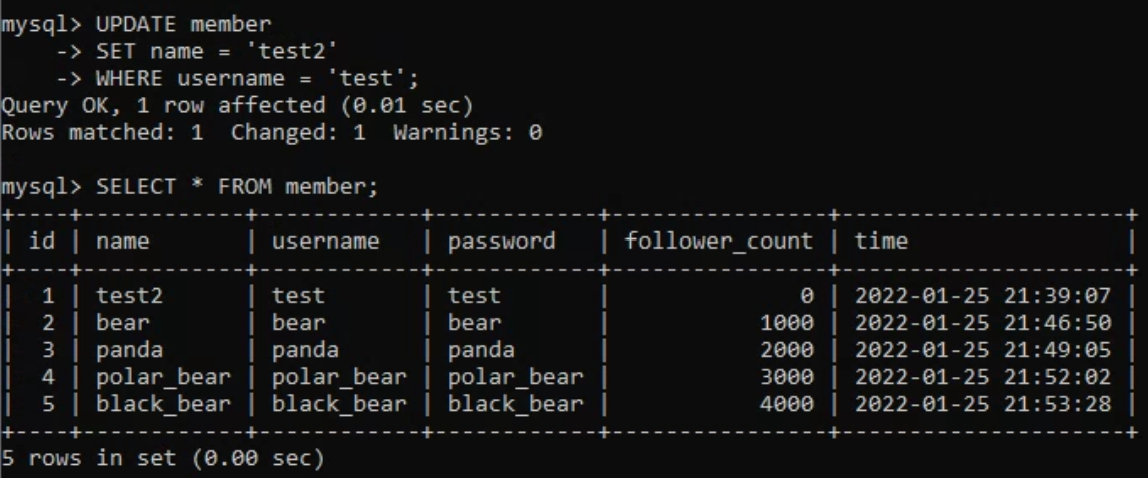 mysql> UPDATE member
    -> SET name = 'test2'
    -> WHERE username = 'test';
Query OK, 1 row affected (0.01 sec)
Rows matched: 1  Changed: 1  Warnings: 0

mysql> SELECT * FROM member;
+----+------------+------------+------------+----------------+---------------------+
| id | name       | username   | password   | follower_count | time                |
+----+------------+------------+------------+----------------+---------------------+
|  1 | test2      | test       | test       |              0 | 2022-01-25 21:39:07 |
|  2 | bear       | bear       | bear       |           1000 | 2022-01-25 21:46:50 |
|  3 | panda      | panda      | panda      |           2000 | 2022-01-25 21:49:05 |
|  4 | polar_bear | polar_bear | polar_bear |           3000 | 2022-01-25 21:52:02 |
|  5 | black_bear | black_bear | black_bear |           4000 | 2022-01-25 21:53:28 |
+----+------------+------------+------------+----------------+---------------------+
5 rows in set (0.00 sec)